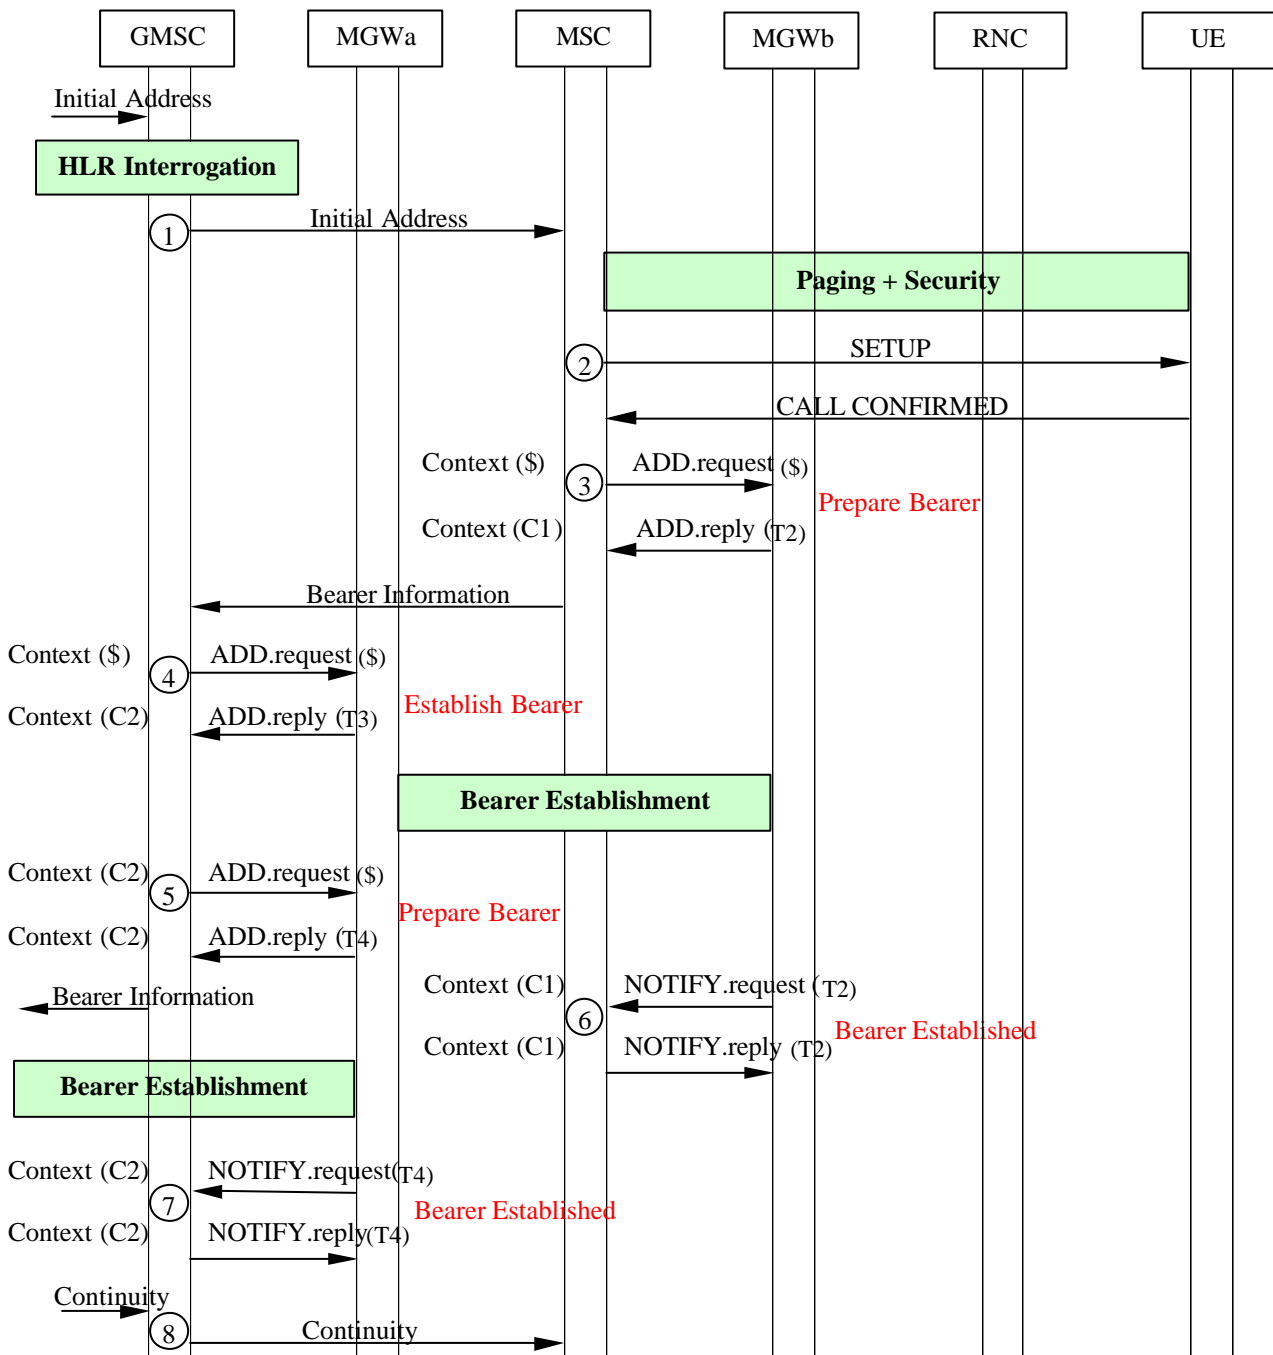 GMSC MGWa MSC MGWb RNC UE
Initial Address
HLR Interrogation
1 Initial Address
Paging + Security
2 SETUP
CALL CONFIRMED
Context ($) 3 ADD.request ($)
Prepare Bearer
Context (C1) ADD.reply (T2)
Bearer Information
Context ($) 4 ADD.request ($)
Establish Bearer
Context (C2) ADD.reply (T3)
Bearer Establishment
Context (C2) 5 ADD.request ($)
Prepare Bearer
Context (C2) ADD.reply (T4)
Context (C1) NOTIFY.request (T2)
Bearer Information
6 Bearer Established
Context (C1) NOTIFY.reply (T2)
Bearer Establishment
Context (C2) NOTIFY.request(T4)
7 Bearer Established
Context (C2) NOTIFY.reply(T4)
Continuity
8 Continuity